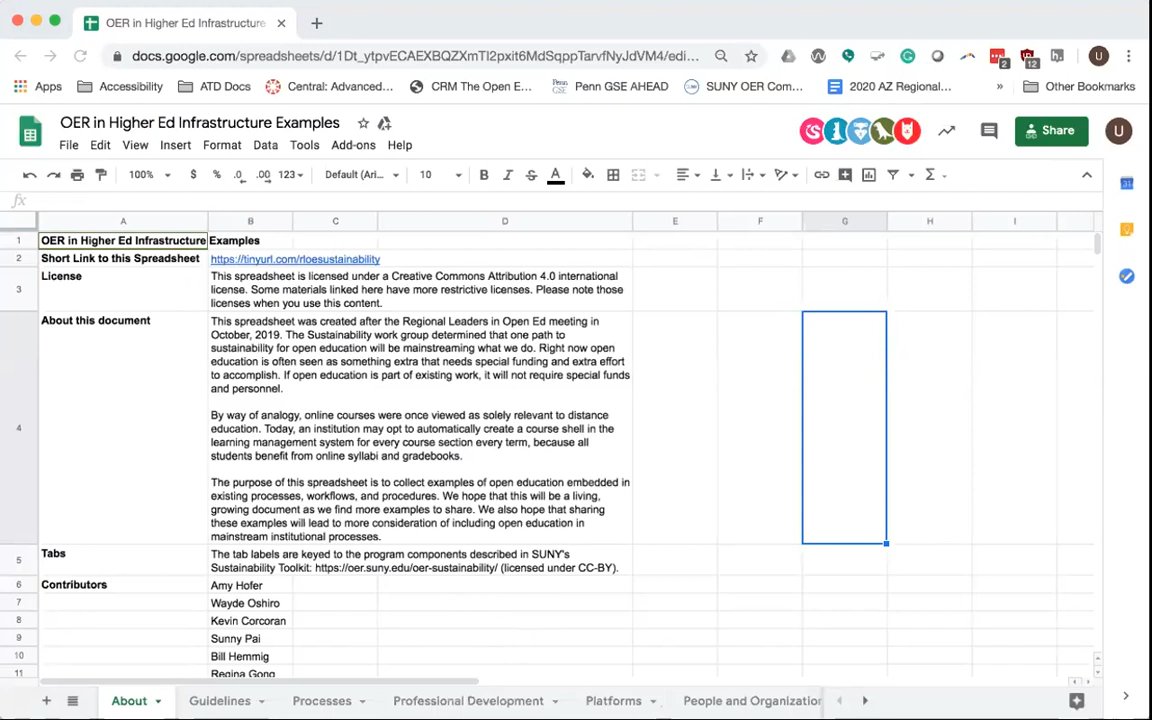 OER in Higher Ed Infrastructure
docs.google.com/spreadsheets/d/1Dt_ytpvECAEXBQZXmTl2pxit6MdSqppTarvfNyJdVM4/edi...
2
12
U
Apps
Accessibility
ATD Docs
Central: Advanced...
CRM The Open E...
Penn GSE AHEAD
SUNY OER Com...
2020 AZ Regional...
»
Other Bookmarks
OER in Higher Ed Infrastructure Examples
File Edit View Insert Format Data Tools Add-ons Help
Share
U
100% $ % .0 .00 123 Default (Ari... 10 B I S A Σ
fx
A B C D E F G H I
1 OER in Higher Ed Infrastructure Examples
2 Short Link to this Spreadsheet https://tinyurl.com/rloesustainability
License This spreadsheet is licensed under a Creative Commons Attribution 4.0 international
3 license. Some materials linked here have more restrictive licenses. Please note those
licenses when you use this content.
About this document This spreadsheet was created after the Regional Leaders in Open Ed meeting in
October, 2019. The Sustainability work group determined that one path to
sustainability for open education will be mainstreaming what we do. Right now open
education is often seen as something extra that needs special funding and extra effort
to accomplish. If open education is part of existing work, it will not require special funds
and personnel.
By way of analogy, online courses were once viewed as solely relevant to distance
4 education. Today, an institution may opt to automatically create a course shell in the
learning management system for every course section every term, because all
students benefit from online syllabi and gradebooks.
The purpose of this spreadsheet is to collect examples of open education embedded in
existing processes, workflows, and procedures. We hope that this will be a living,
growing document as we find more examples to share. We also hope that sharing
these examples will lead to more consideration of including open education in
mainstream institutional processes.
Tabs The tab labels are keyed to the program components described in SUNY's
5 Sustainability Toolkit: https://oer.suny.edu/oer-sustainability/ (licensed under CC-BY).
6 Contributors Amy Hofer
7 Wayde Oshiro
8 Kevin Corcoran
9 Sunny Pai
10 Bill Hemmig
11 Regina Gong
About Guidelines Processes Professional Development Platforms People and Organization